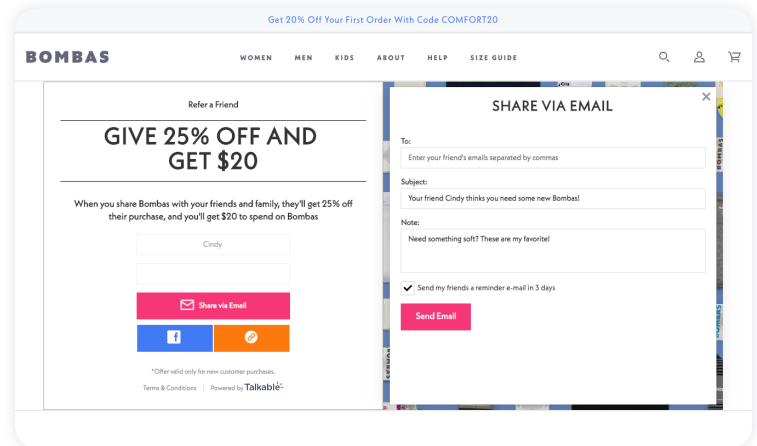 Get 20% Off Your First Order With Code COMFORT20
BOMBAS
WOMEN MEN KIDS ABOUT HELP SIZE GUIDE
Refer a Friend
GIVE 25% OFF AND
GET $20
When you share Bombas with your friends and family, they'll get 25% off
their purchase, and you'll get $20 to spend on Bombas
Cindy
Share via Email
*Offer valid only for new customer purchases.
Terms & Conditions | Powered by Talkable
SHARE VIA EMAIL
To:
Enter your friend's emails separated by commas
Subject:
Your friend Cindy thinks you need some new Bombas!
Note:
Need something soft? These are my favorite!
Send my friends a reminder e-mail in 3 days
Send Email
BOMBAS
BOMBAS